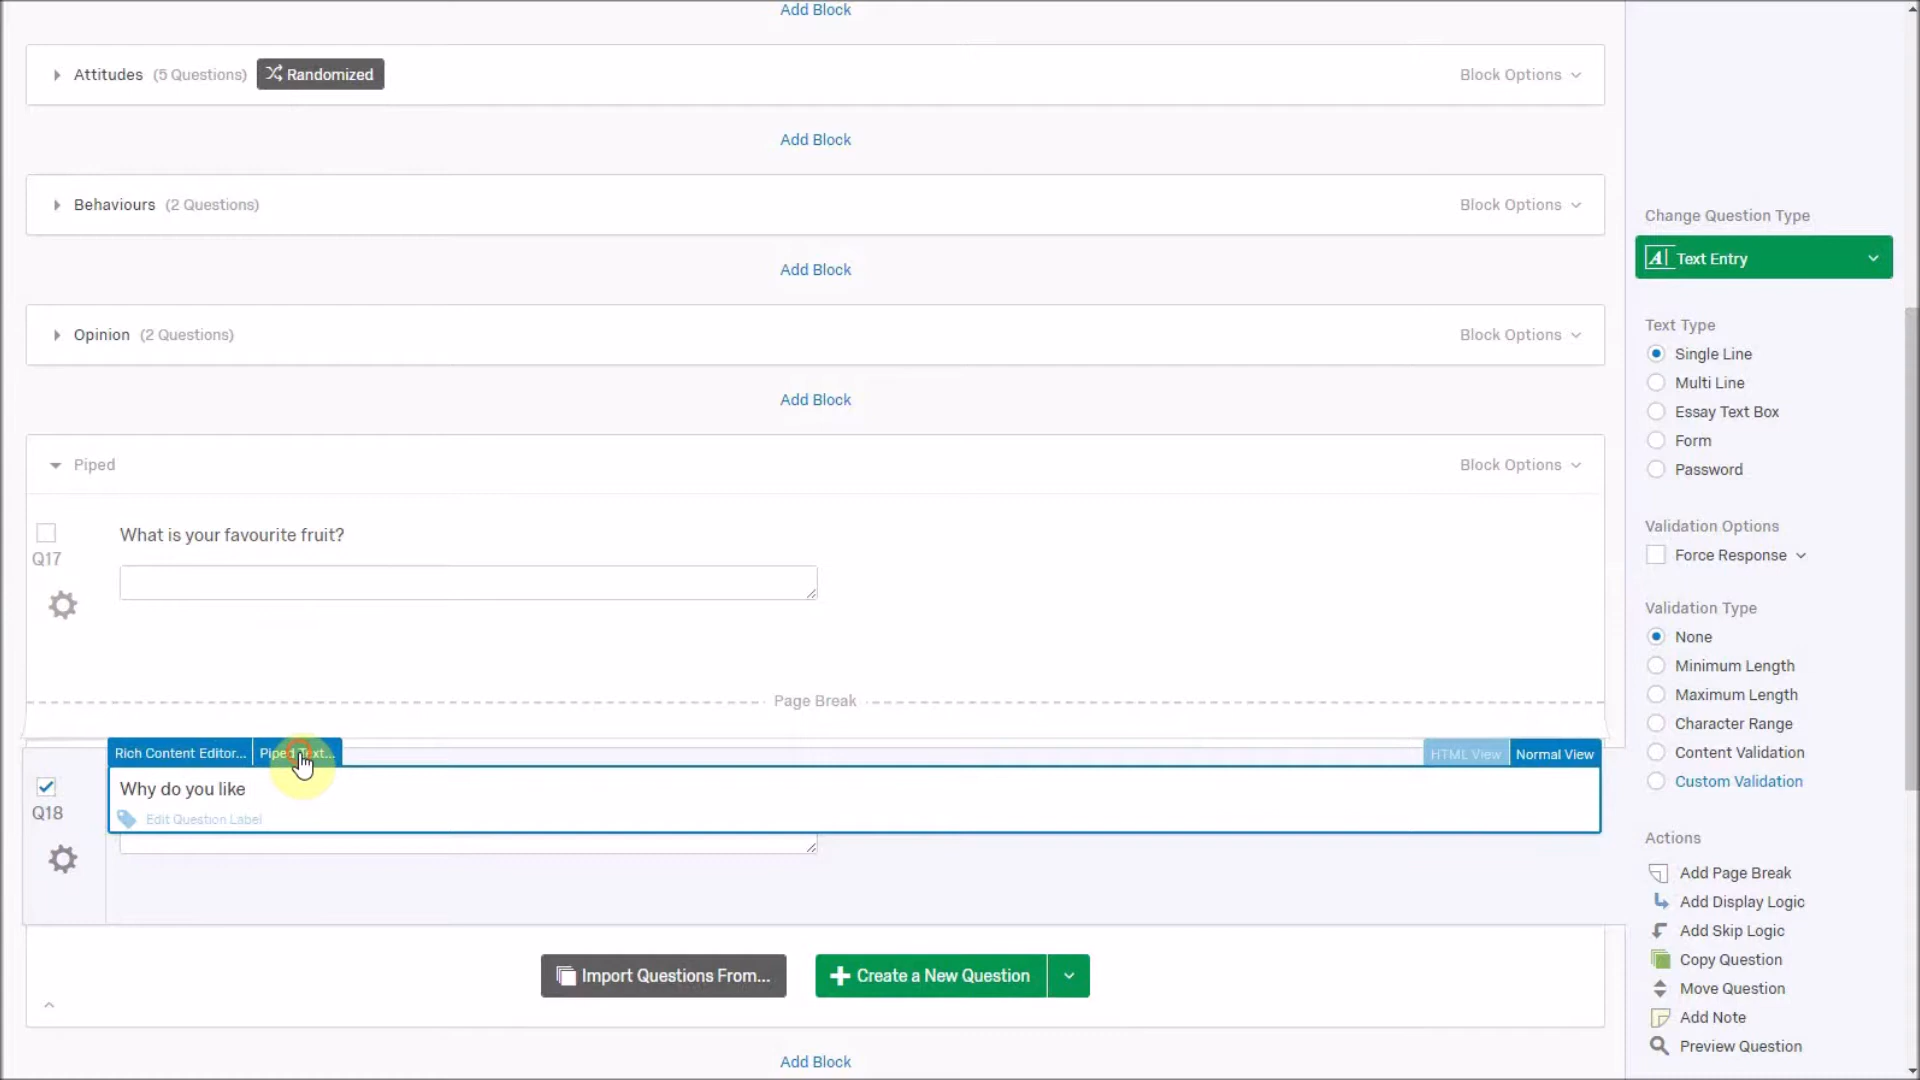 Add Block
Attitudes (5 Questions) Randomized Block Options
Add Block
Behaviours (2 Questions) Block Options
Add Block
Opinion (2 Questions) Block Options
Add Block
Piped Block Options
Q17
What is your favourite fruit?
Page Break
Rich Content Editor... Piped Text... HTML View Normal View
Q18
Why do you like
Edit Question Label
Import Questions From... Create a New Question
Add Block
Change Question Type
Text Entry
Text Type
Single Line
Multi Line
Essay Text Box
Form
Password
Validation Options
Force Response
Validation Type
None
Minimum Length
Maximum Length
Character Range
Content Validation
Custom Validation
Actions
Add Page Break
Add Display Logic
Add Skip Logic
Copy Question
Move Question
Add Note
Preview Question